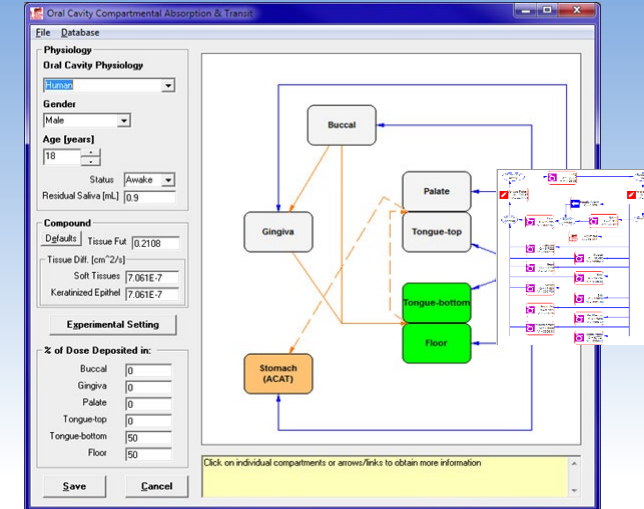 Oral Cavity Compartmental Absorption & Transit
File Database
Physiology
Oral Cavity Physiology
Human
Gender
Male
Age [years]
18
Status Awake
Residual Saliva [mL] 0.9
Compound
Defaults Tissue Fut 0.2108
Tissue Diff. [cm^2/s]
Soft Tissues 7.061E-7
Keratinized Epithel 7.061E-7
Experimental Setting
% of Dose Deposited in:
Buccal 0
Gingiva 0
Palate 0
Tongue-top 0
Tongue-bottom 50
Floor 50
Save Cancel
Buccal
Palate
Gingiva
Tongue-top
Tongue-bottom
Floor
Stomach
(ACAT)
Click on individual compartments or arrows/links to obtain more information